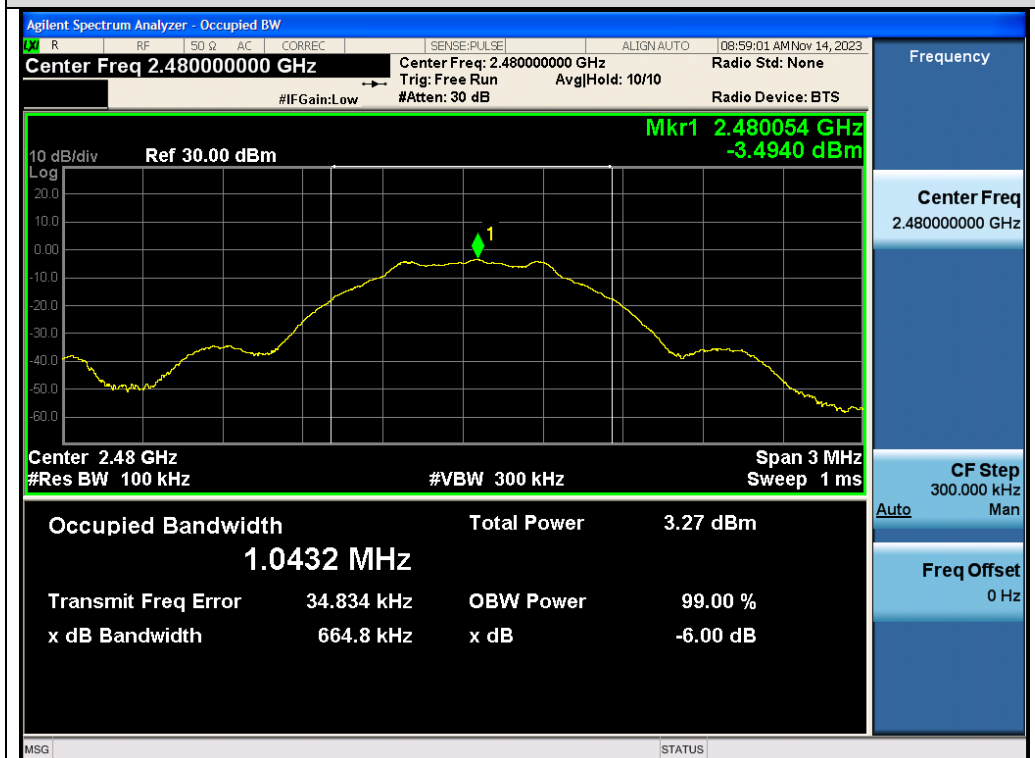 Agilent Spectrum Analyzer - Occupied BW
LXI R RF 50 Ω AC CORREC SENSE:PULSE ALIGN AUTO 08:59:01 AM Nov 14, 2023
Center Freq 2.480000000 GHz
Center Freq: 2.480000000 GHz Radio Std: None
Trig: Free Run Avg|Hold: 10/10
#IFGain:Low #Atten: 30 dB Radio Device: BTS
Mkr1 2.480054 GHz
-3.4940 dBm
10 dB/div Ref 30.00 dBm
Log
20.0
10.0
0.00
-10.0
-20.0
-30.0
-40.0
-50.0
-60.0
1
Center 2.48 GHz Span 3 MHz
#Res BW 100 kHz #VBW 300 kHz Sweep 1 ms
Occupied Bandwidth Total Power 3.27 dBm
1.0432 MHz
Transmit Freq Error 34.834 kHz OBW Power 99.00 %
x dB Bandwidth 664.8 kHz x dB -6.00 dB
Frequency
Center Freq
2.480000000 GHz
CF Step
300.000 kHz
Auto Man
Freq Offset
0 Hz
MSG STATUS